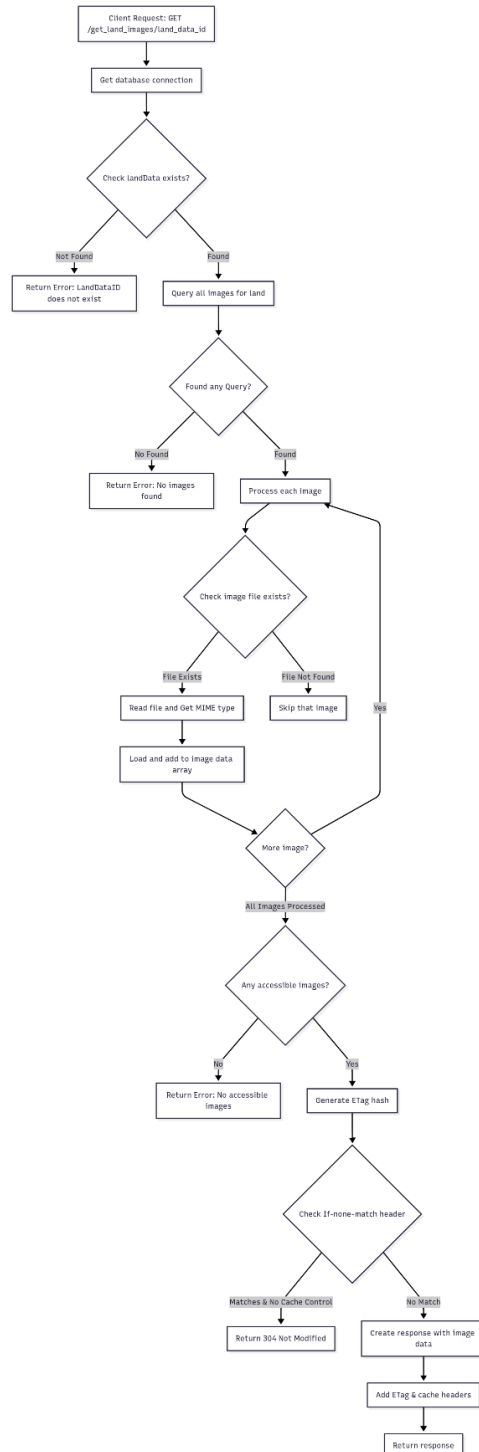 Client Request: GET
/get_land_images/land_data_id
Get database connection
Check landData exists?
Not Found
Found
Return Error: LandDataID
does not exist
Query all images for land
Found any Query?
No Found
Found
Return Error: No images
found
Process each image
Check image file exists?
File Exists
File Not Found
Read file and Get MIME type
Skip that image
Yes
Load and add to image data
array
More image?
All Images Processed
Any accessible images?
No
Yes
Return Error: No accessible
images
Generate ETag hash
Check If-none-match header
Matches & No Cache Control
No Match
Return 304 Not Modified
Create response with image
data
Add ETag & cache headers
Return response